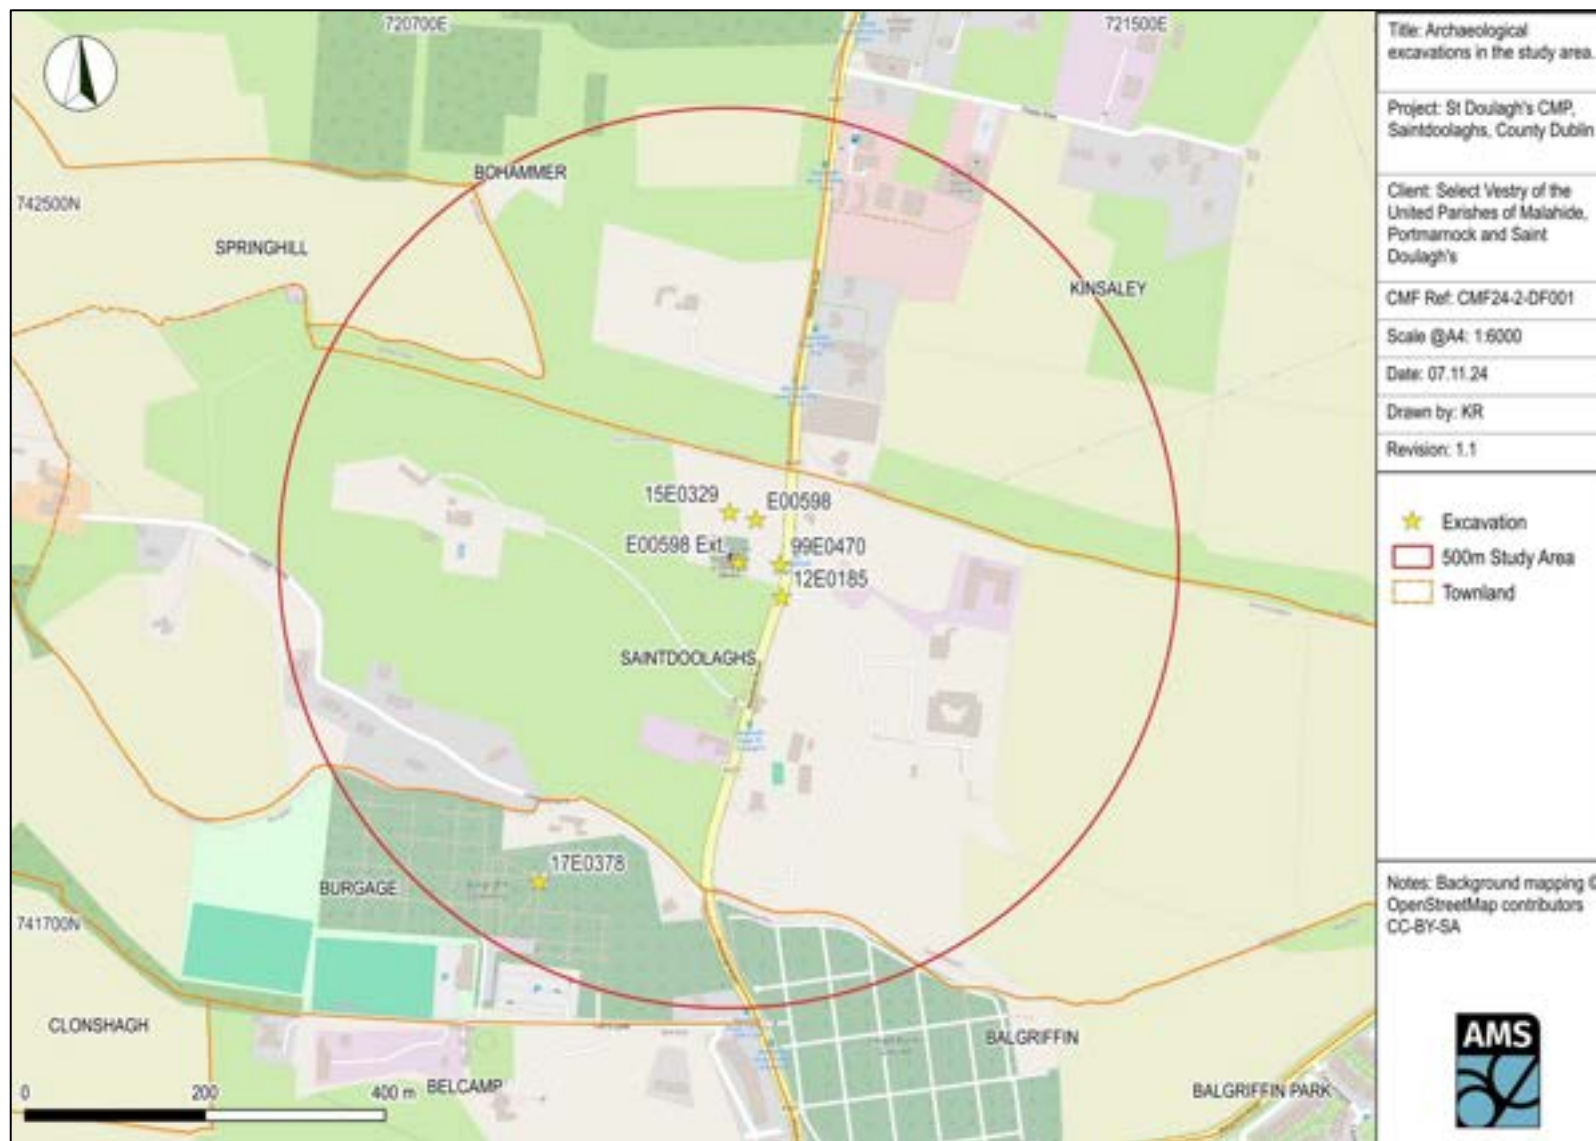 720700E
721500E
742500N
BOHAMMER
SPRINGHILL
KINSALEY
15E0329
E00598
E00598 Ext.
99E0470
12E0185
SAINTDOOLAGHS
17E0378
BURGAGE
741700N
CLONSHAGH
BELCAMP
BALGRIFFIN
BALGRIFFIN PARK
0 200 400 m
Title: Archaeological
excavations in the study area.
Project: St Doulagh's CMP,
Saintdoolaghs, County Dublin
Client: Select Vestry of the
United Parishes of Malahide,
Portmarnock and Saint
Doulagh's
CMF Ref: CMF24-2-DF001
Scale @A4: 1:6000
Date: 07.11.24
Drawn by: KR
Revision: 1.1
Excavation
500m Study Area
Townland
Notes: Background mapping ©
OpenStreetMap contributors
CC-BY-SA
AMS